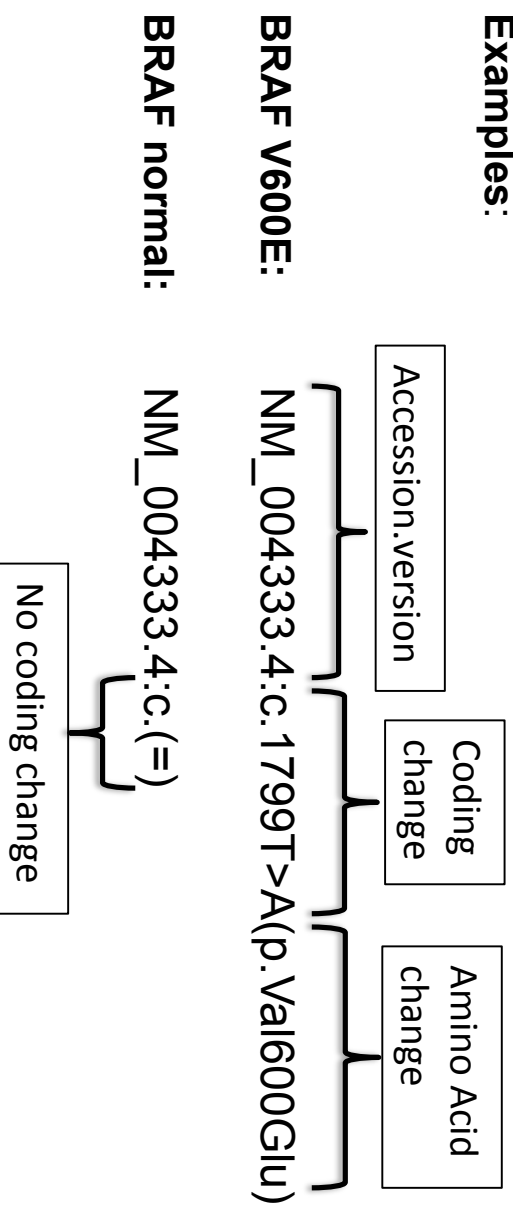 Examples:
Accession.version
Coding
change
Amino Acid
change
BRAF V600E: NM_004333.4:c.1799T>A(p.Val600Glu)
BRAF normal: NM_004333.4:c.(=)
No coding change